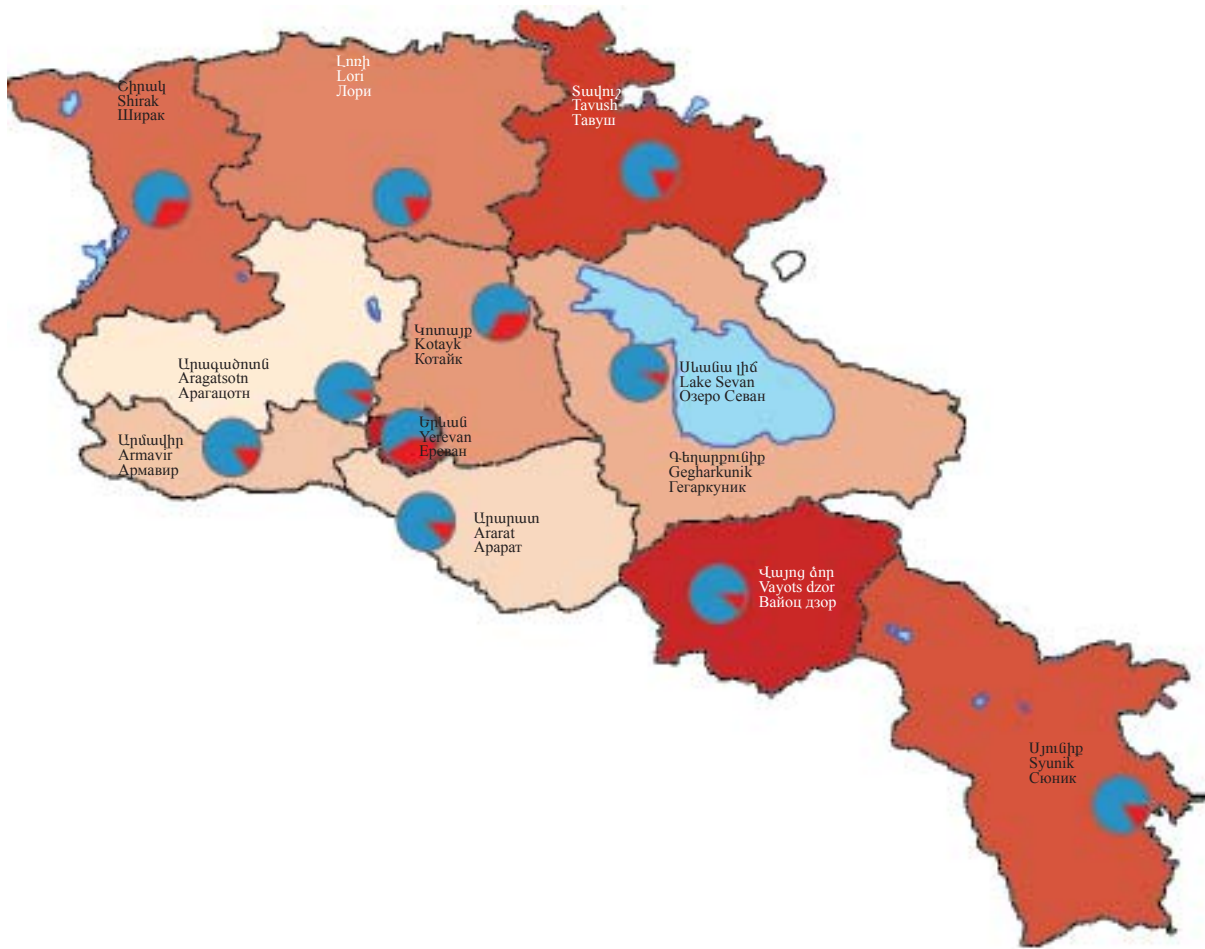 Շիրակ
Shirak
Ширак
Լոռի
Lori
Лори
Տավուշ
Tavush
Тавуш
Արագածոտն
Aragatsotn
Арагацотн
Կոտայք
Kotayk
Котайк
Սևանա լիճ
Lake Sevan
Озеро Севан
Արմավիր
Armavir
Армавир
Երևան
Yerevan
Ереван
Գեղարքունիք
Gegharkunik
Гегаркуник
Արարատ
Ararat
Арарат
Վայոց ձոր
Vayots dzor
Вайоц дзор
Սյունիք
Syunik
Сюник